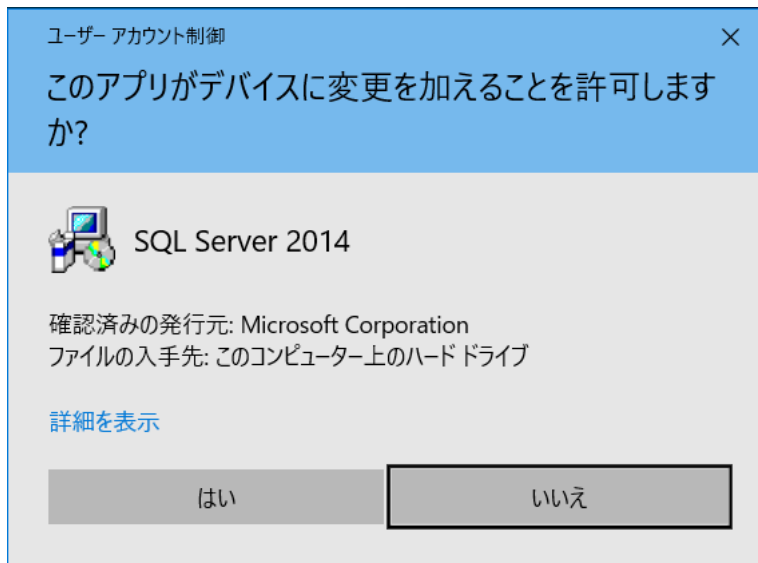 ユーザー アカウント制御
このアプリがデバイスに変更を加えることを許可します
か?
SQL Server 2014
確認済みの発行元: Microsoft Corporation
ファイルの入手先: このコンピューター上のハード ドライブ
詳細を表示
はい
いいえ